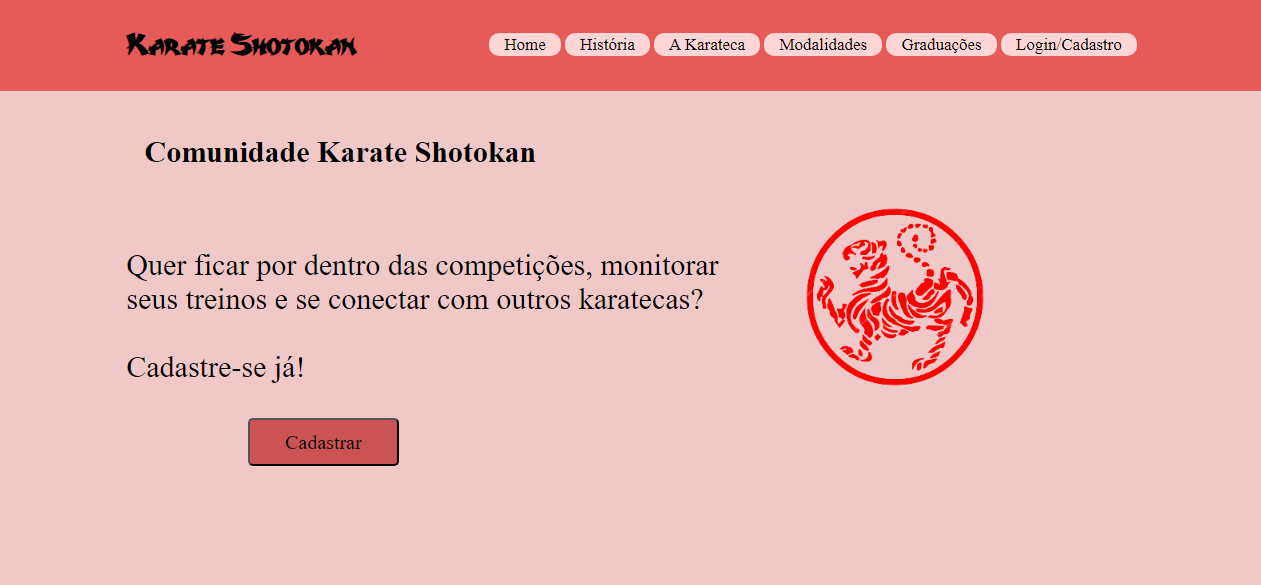 Karate Shotokan
Home História A Karateca Modalidades Graduações Login/Cadastro
Comunidade Karate Shotokan
Quer ficar por dentro das competições, monitorar
seus treinos e se conectar com outros karatecas?
Cadastre-se já!
Cadastrar